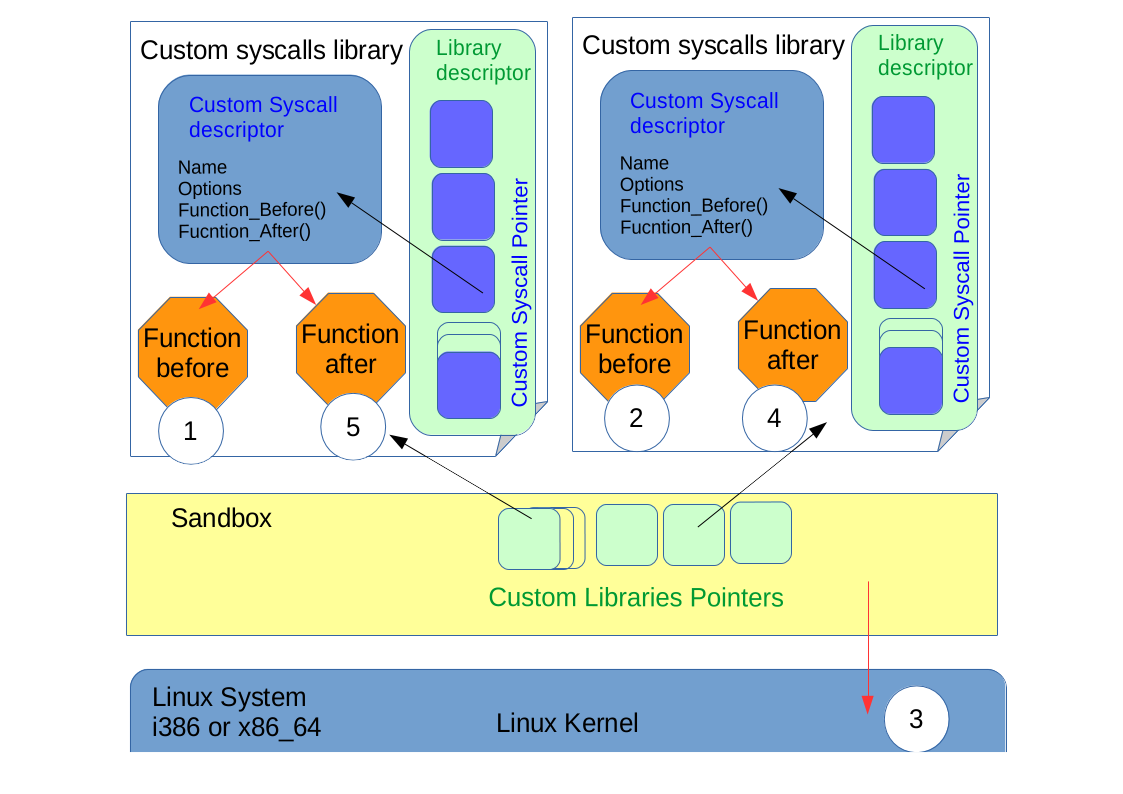 Custom syscalls library
Library
descriptor
Custom Syscall
descriptor
Name
Options
Function_Before()
Fucntion_After()
Custom Syscall Pointer
Function
before
Function
after
1
5
Custom syscalls library
Library
descriptor
Custom Syscall
descriptor
Name
Options
Function_Before()
Fucntion_After()
Custom Syscall Pointer
Function
before
Function
after
2
4
Sandbox
Custom Libraries Pointers
Linux System
i386 or x86_64
Linux Kernel
3